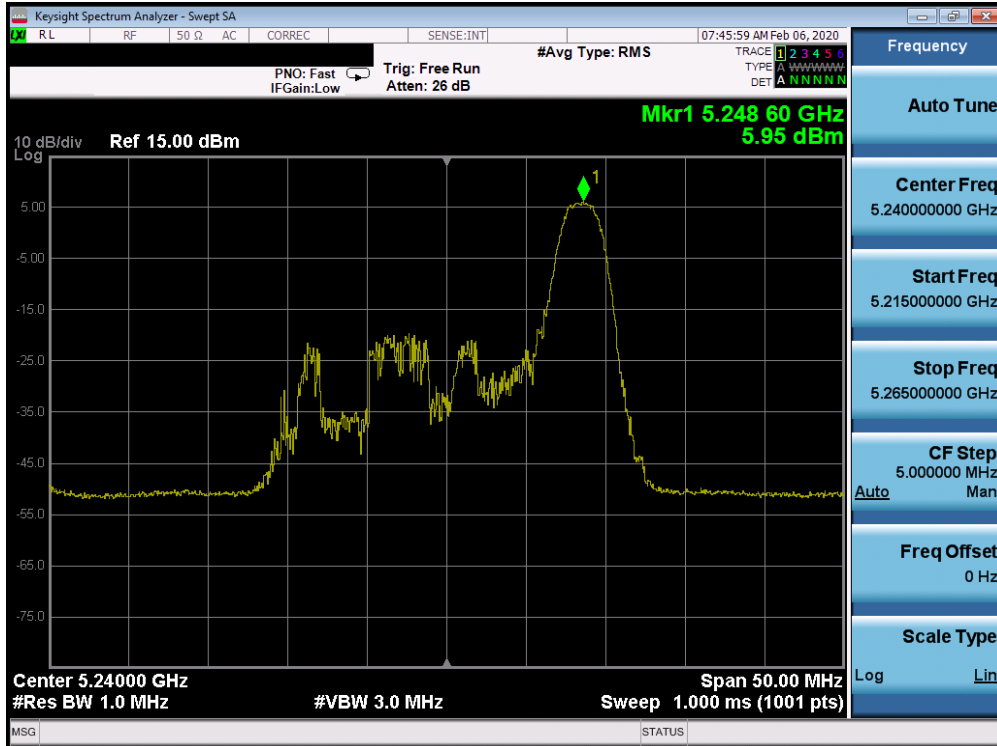 Keysight Spectrum Analyzer - Swept SA
LXI RL RF 50 Ω AC CORREC SENSE:INT 07:45:59 AM Feb 06, 2020
#Avg Type: RMS
TRACE 1 2 3 4 5 6
TYPE A WWWWW
DET A N N N N N
PNO: Fast
IFGain:Low
Trig: Free Run
Atten: 26 dB
Mkr1 5.248 60 GHz
5.95 dBm
10 dB/div Ref 15.00 dBm
Log
1
5.00
-5.00
-15.0
-25.0
-35.0
-45.0
-55.0
-65.0
-75.0
Center 5.24000 GHz Span 50.00 MHz
#Res BW 1.0 MHz #VBW 3.0 MHz Sweep 1.000 ms (1001 pts)
MSG STATUS
Frequency
Auto Tune
Center Freq
5.240000000 GHz
Start Freq
5.215000000 GHz
Stop Freq
5.265000000 GHz
CF Step
5.000000 MHz
Auto Man
Freq Offset
0 Hz
Scale Type
Log Lin